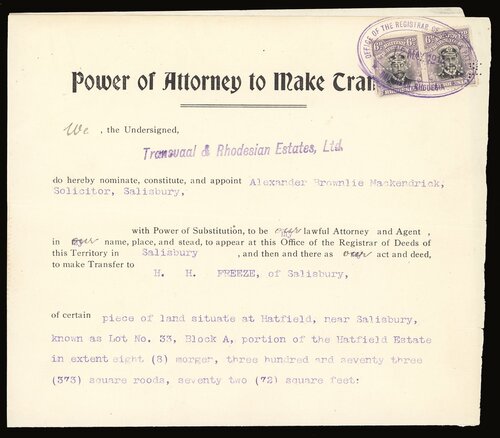 OFFICE OF THE REGISTRAR OF
RHODESIA
6D 6D
Power of Attorney to Make Tran
We, the Undersigned,
Transvaal & Rhodesian Estates, Ltd.
do hereby nominate, constitute, and appoint Alexander Brownlie Mackendrick,
Solicitor, Salisbury,
with Power of Substitution, to be our lawful Attorney and Agent,
in our name, place, and stead, to appear at this Office of the Registrar of Deeds of
this Territory in Salisbury, and then and there as our act and deed,
to make Transfer to
H. H. FREEZE, of Salisbury,
of certain piece of land situate at Hatfield, near Salisbury,
known as Lot No. 33, Block A, portion of the Hatfield Estate
in extent eight (8) morgen, three hundred and seventy three
(373) square roods, seventy two (72) square feet: